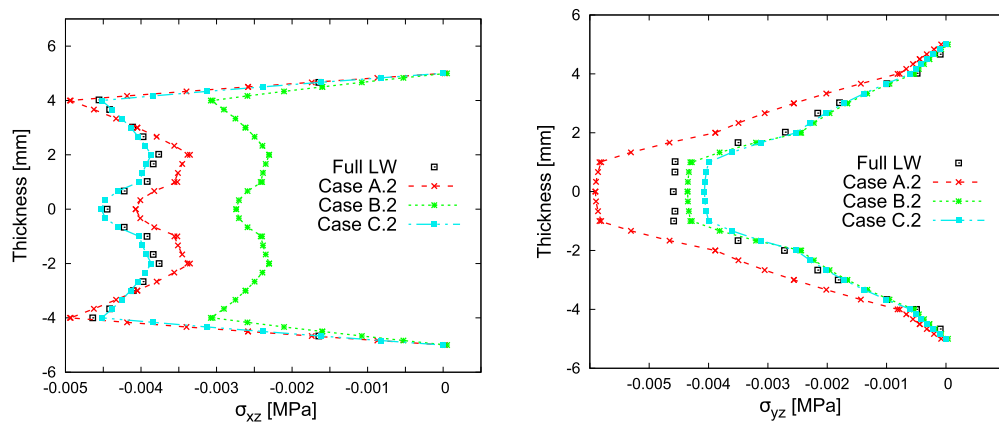 6
4
2
0
-2
-4
-6
Thickness [mm]
-0.005 -0.004 -0.003 -0.002 -0.001 0
σxz [MPa]
Full LW
Case A.2
Case B.2
Case C.2
6
4
2
0
-2
-4
-6
Thickness [mm]
-0.005 -0.004 -0.003 -0.002 -0.001 0
σyz [MPa]
Full LW
Case A.2
Case B.2
Case C.2